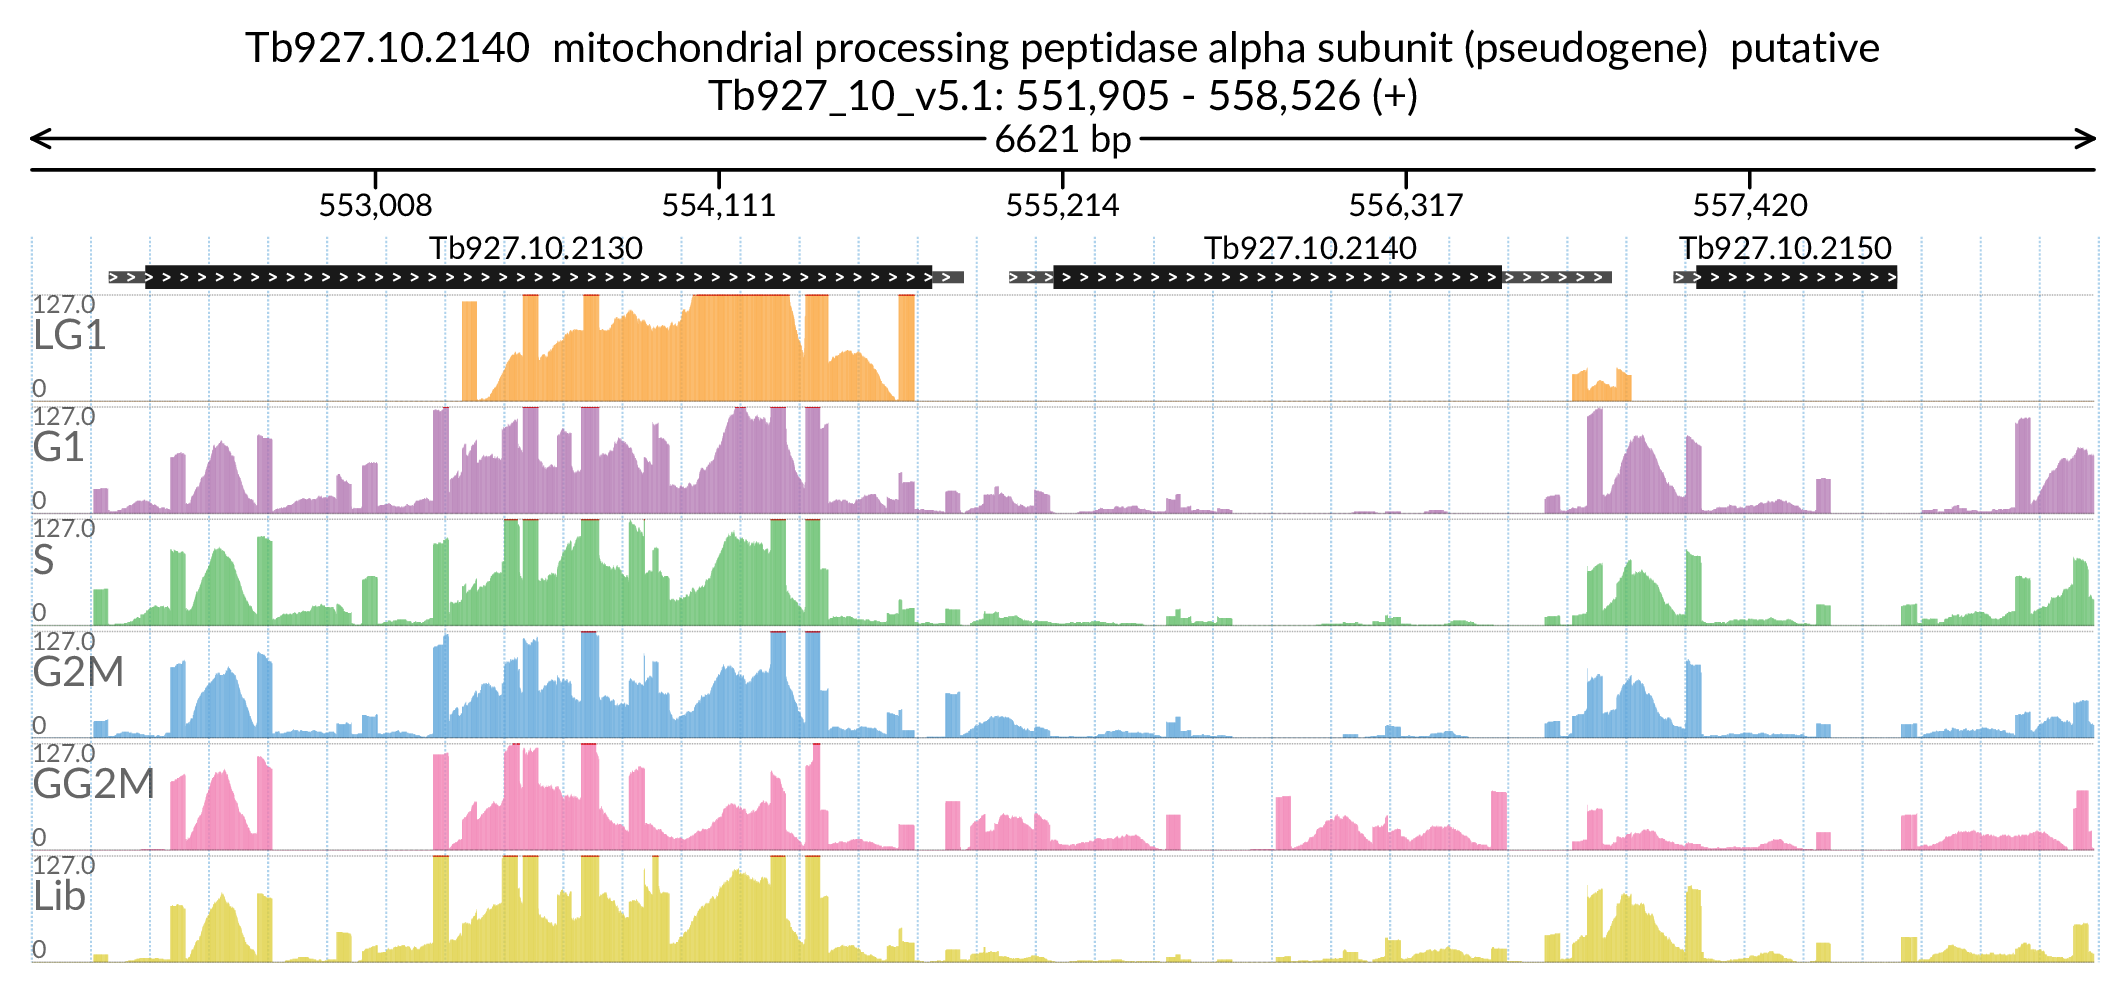 Tb927.10.2140  mitochondrial processing peptidase alpha subunit (pseudogene)  putative
Tb927_10_v5.1: 551,905 - 558,526 (+)
6621 bp
553,008 554,111 555,214 556,317 557,420
Tb927.10.2130 Tb927.10.2140 Tb927.10.2150
127.0
LG1
0
127.0
G1
0
127.0
S
0
127.0
G2M
0
127.0
GG2M
0
127.0
Lib
0